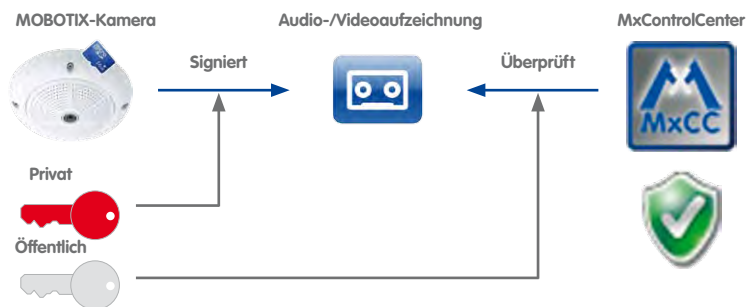 MOBOTIX-Kamera
Audio-/Videoaufzeichnung
MxControlCenter
Signiert
Überprüft
MxCC
Privat
Öffentlich